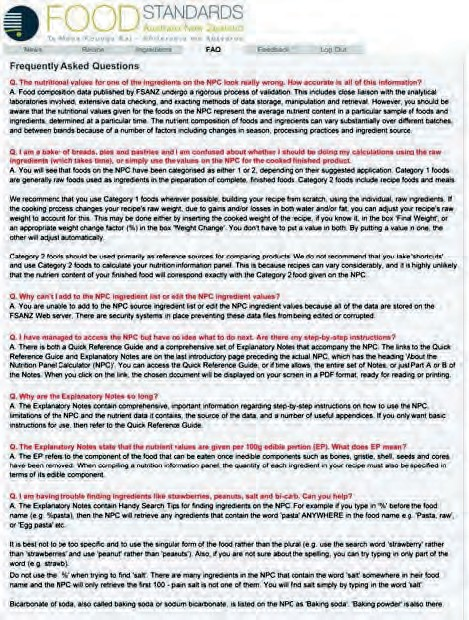 FOOD STANDARDS
Australia New Zealand
Te Mana Kounga Kai - Ahitereiria me Aotearoa
News Recipe Ingredients FAQ Feedback Log Out
Frequently Asked Questions
Q. The nutritional values for one of the ingredients on the NPC look really wrong. How accurate is all of this information?
A. Food composition data published by FSANZ undergo a rigorous process of validation. This includes close liaison with the analytical
laboratories involved, extensive data checking, and exacting methods of data storage, manipulation and retrieval. However, you should be
aware that the nutritional values given for the foods on the NPC represent the average nutrient content in a particular sample of foods and
ingredients, determined at a particular time. The nutrient composition of foods and ingredients can vary substantially over different batches,
and between bands because of a number of factors including changes in season, processing practices and ingredient source.
Q. I am a baker of breads, pies and pastries and I am confused about whether I should be doing my calculations using the raw
ingredients (which takes time), or simply use the values on the NPC for the cooked finished product.
A. You will see that foods on the NPC have been categorised as either 1 or 2, depending on their suggested application. Category 1 foods
are generally raw foods used as ingredients in the preparation of complete, finished foods. Category 2 foods include recipe foods and meals
We recommend that you use Category 1 foods wherever possible, building your recipe from scratch, using the individual, raw ingredients. If
the cooking process changes your recipe's raw weight, due to gains and/or losses in both water and/or fat, you can adjust your recipe's raw
weight to account for this. This may be done either by inserting the cooked weight of the recipe, if you know it, in the box 'Final Weight', or
an appropriate weight change factor (%) in the box 'Weight Change'. You don't have to put a value in both. By putting a value in one, the
other will adjust automatically.
Category 2 foods should be used primarily as reference sources for comparing products. We do not recommend that you take 'shortcuts'
and use Category 2 foods to calculate your nutrition information panel. This is because recipes can vary considerably, and it is highly unlikely
that the nutrient content of your finished food will correspond exactly with the Category 2 food given on the NPC.
Q. Why can't I add to the NPC ingredient list or edit the NPC ingredient values?
A. You are unable to add to the NPC source ingredient list or edit the NPC ingredient values because all of the data are stored on the
FSANZ Web server. There are security systems in place preventing these data files from being edited or corrupted.
Q. I have managed to access the NPC but have no idea what to do next. Are there any step-by-step instructions?
A. There is both a Quick Reference Guide and a comprehensive set of Explanatory Notes that accompany the NPC. The links to the Quick
Reference Guide and Explanatory Notes are on the last introductory page preceding the actual NPC, which has the heading 'About the
Nutrition Panel Calculator (NPC)'. You can access the Quick Reference Guide, or if time allows, the entire set of Notes, or just Part A or B of
the Notes. When you click on the link, the chosen document will be displayed on your screen in a PDF format, ready for reading or printing.
Q. Why are the Explanatory Notes so long?
A. The Explanatory Notes contain comprehensive, important information regarding step-by-step instructions on how to use the NPC,
limitations of the NPC and the nutrient data it contains, the source of the data, and a number of useful appendices. If you only want basic
instructions for use, then refer to the Quick Reference Guide.
Q. The Explanatory Notes state that the nutrient values are given per 100g edible portion (EP). What does EP mean?
A. The EP refers to the component of the food that can be eaten once inedible components such as bones, gristle, shell, seeds and cores
have been removed. When compiling a nutrition information panel, the quantity of each ingredient in your recipe must also be specified in
terms of its edible component.
Q. I am having trouble finding ingredients like stawberries, peanuts, salt and bi-carb. Can you help?
A. The Explanatory Notes contain Handy Search Tips for finding ingredients on the NPC. For example if you type in '%' before the food
name (e.g. %pasta), then the NPC will retrieve any ingredients that contain the word 'pasta' ANYWHERE in the food name e.g. 'Pasta, raw',
or 'Egg pasta' etc.
It is best not to be too specific and to use the singular form of the food rather than the plural (e.g. use the search word 'strawberry' rather
than 'strawberries' and use 'peanut' rather than 'peanuts'). Also, if you are not sure about the spelling, you can try typing in only part of the
word (e.g. strawb).
Do not use the '%' when trying to find 'salt'. There are many ingredients in the NPC that contain the word 'salt' somewhere in their food
name and the NPC will only retrieve the first 100 - pain salt is not one of them. You will find salt simply by typing in the word 'salt'
Bicarbonate of soda, also called baking soda or sodium bicarbonate, is listed on the NPC as 'Baking soda'. 'Baking powder' is also there